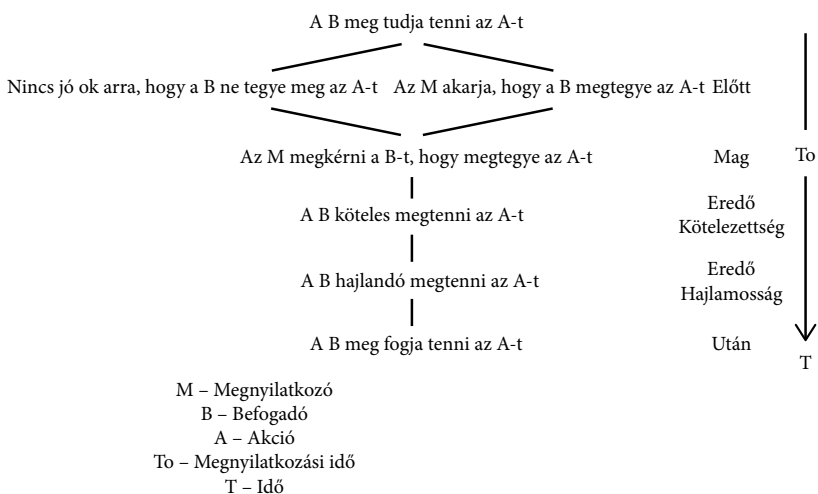 A B meg tudja tenni az A-t
Nincs jó ok arra, hogy a B ne tegye meg az A-t Az M akarja, hogy a B megtegye az A-t Előtt
Az M megkérni a B-t, hogy megtegye az A-t Mag To
A B köteles megtenni az A-t Eredő
Kötelezettség
A B hajlandó megtenni az A-t Eredő
Hajlamosság
A B meg fogja tenni az A-t Után
T
M – Megnyilatkozó
B – Befogadó
A – Akció
To – Megnyilatkozási idő
T – Idő